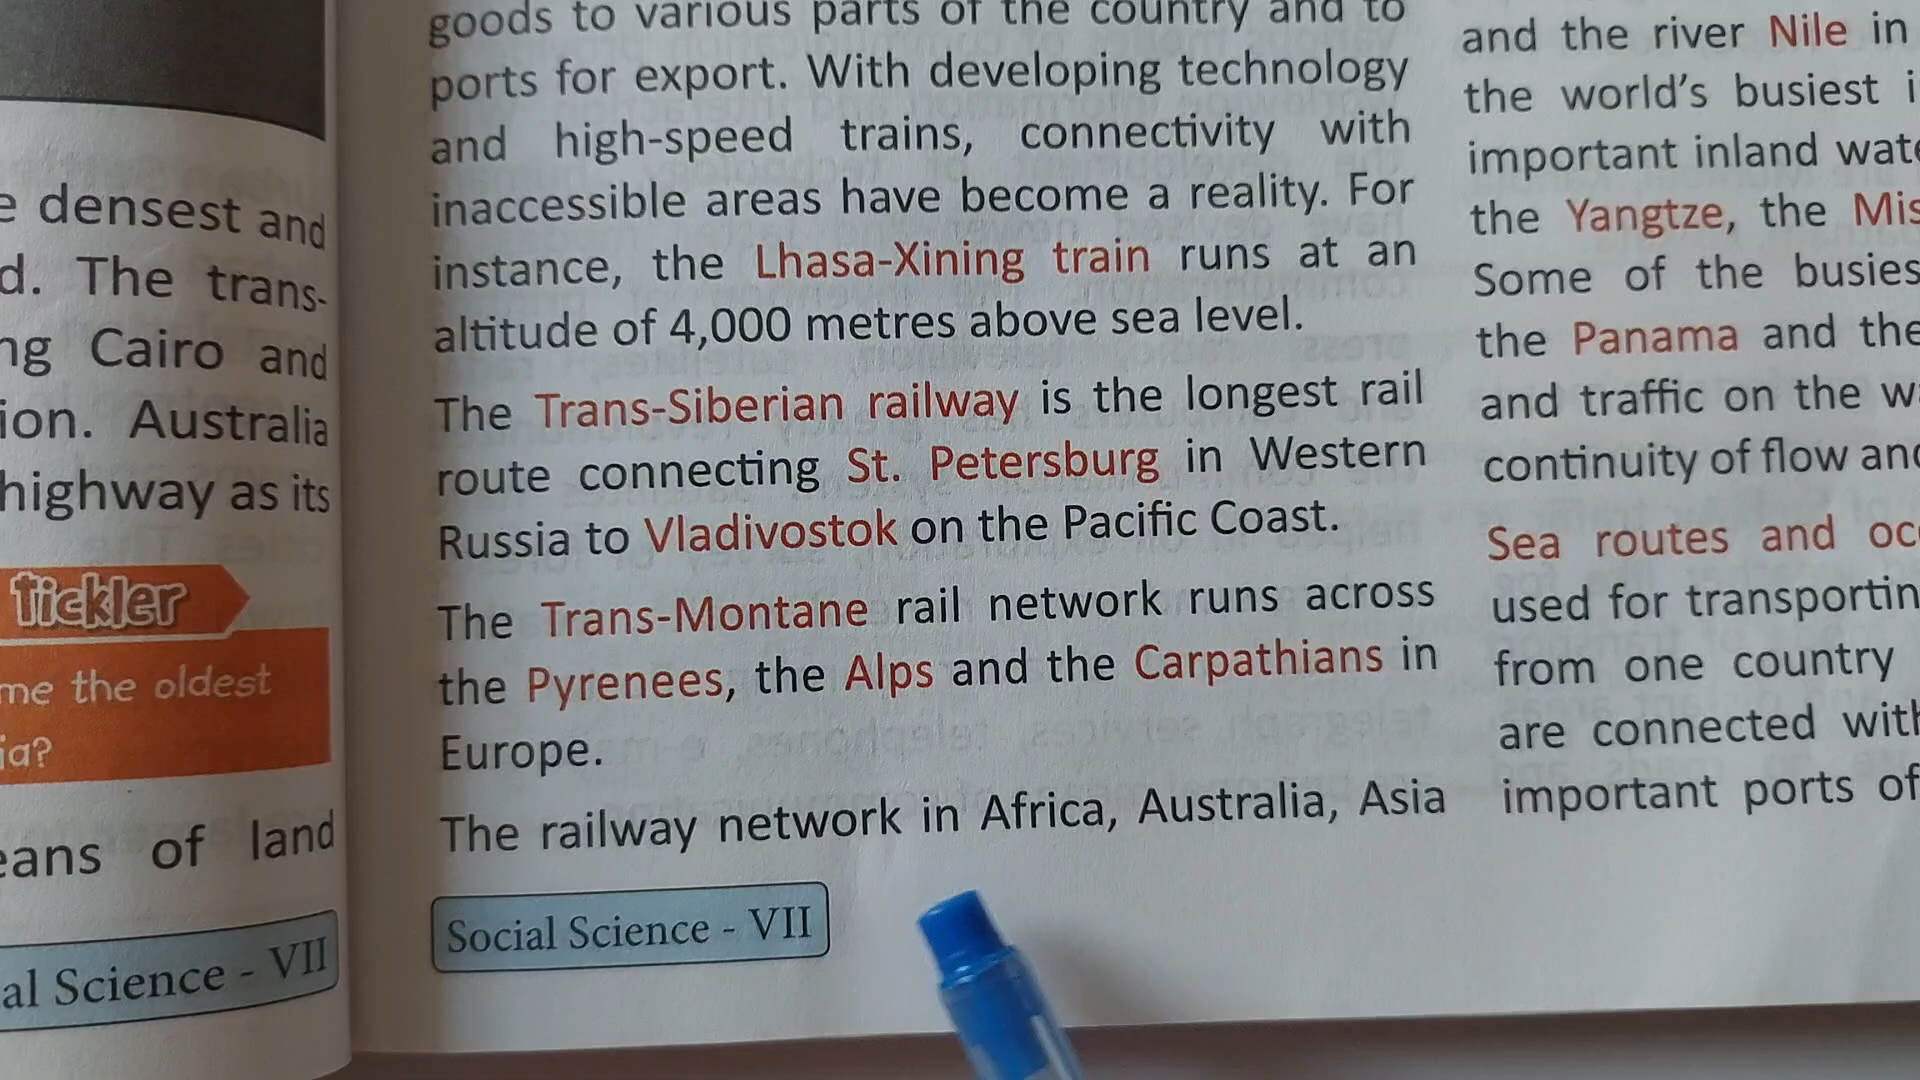 e densest and
d. The trans-
ng Cairo and
ion. Australia
highway as its
tickler
me the oldest
ia?
eans of land
al Science - VII
goods to various parts of the country and to
ports for export. With developing technology
and high-speed trains, connectivity with
inaccessible areas have become a reality. For
instance, the Lhasa-Xining train runs at an
altitude of 4,000 metres above sea level.
The Trans-Siberian railway is the longest rail
route connecting St. Petersburg in Western
Russia to Vladivostok on the Pacific Coast.
The Trans-Montane rail network runs across
the Pyrenees, the Alps and the Carpathians in
Europe.
The railway network in Africa, Australia, Asia
Social Science - VII
and the river Nile in
the world's busiest i
important inland wate
the Yangtze, the Mis
Some of the busies
the Panama and the
and traffic on the wa
continuity of flow and
Sea routes and oc
used for transportin
from one country
are connected with
important ports of